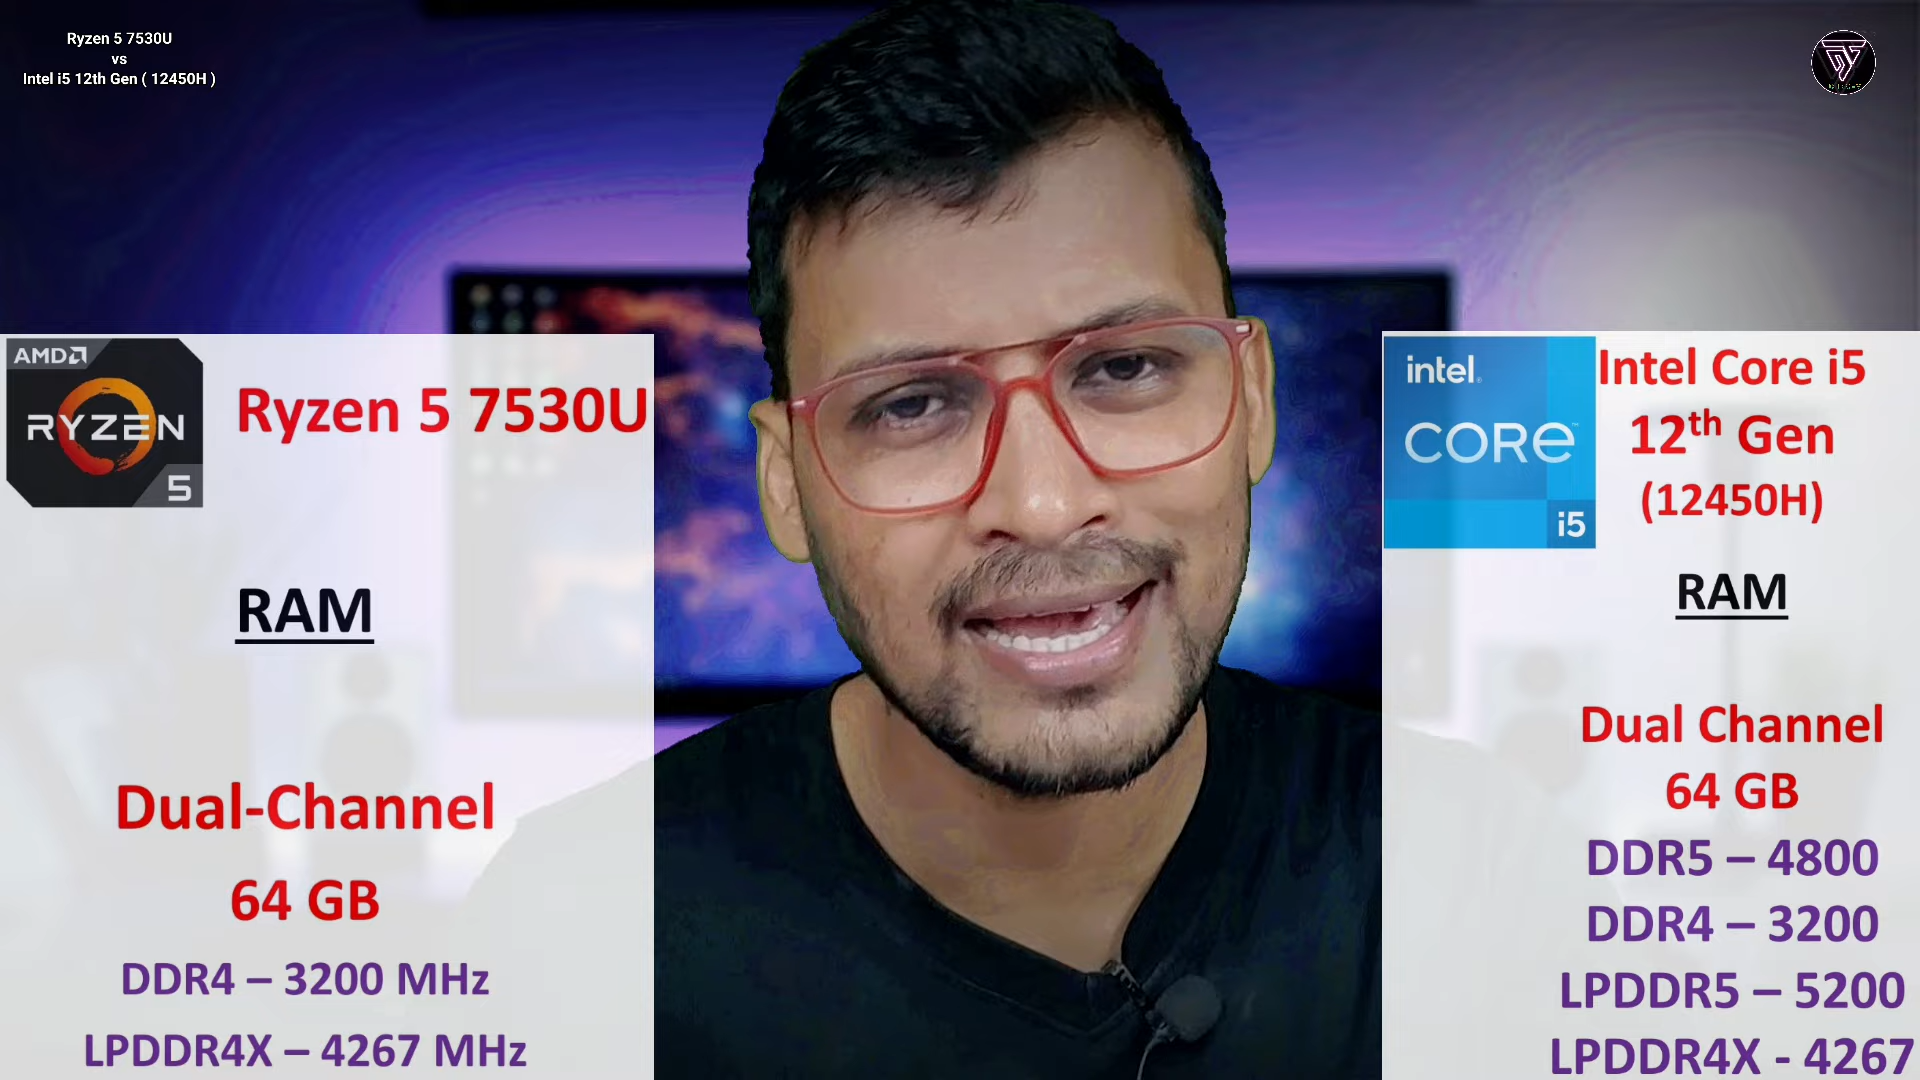 Ryzen 5 7530U
vs
Intel i5 12th Gen ( 12450H )
AMD
RYZEN
5
Ryzen 5 7530U
RAM
Dual-Channel
64 GB
DDR4 – 3200 MHz
LPDDR4X – 4267 MHz
intel.
CORE™
i5
Intel Core i5
12th Gen
(12450H)
RAM
Dual Channel
64 GB
DDR5 – 4800
DDR4 – 3200
LPDDR5 – 5200
LPDDR4X - 4267